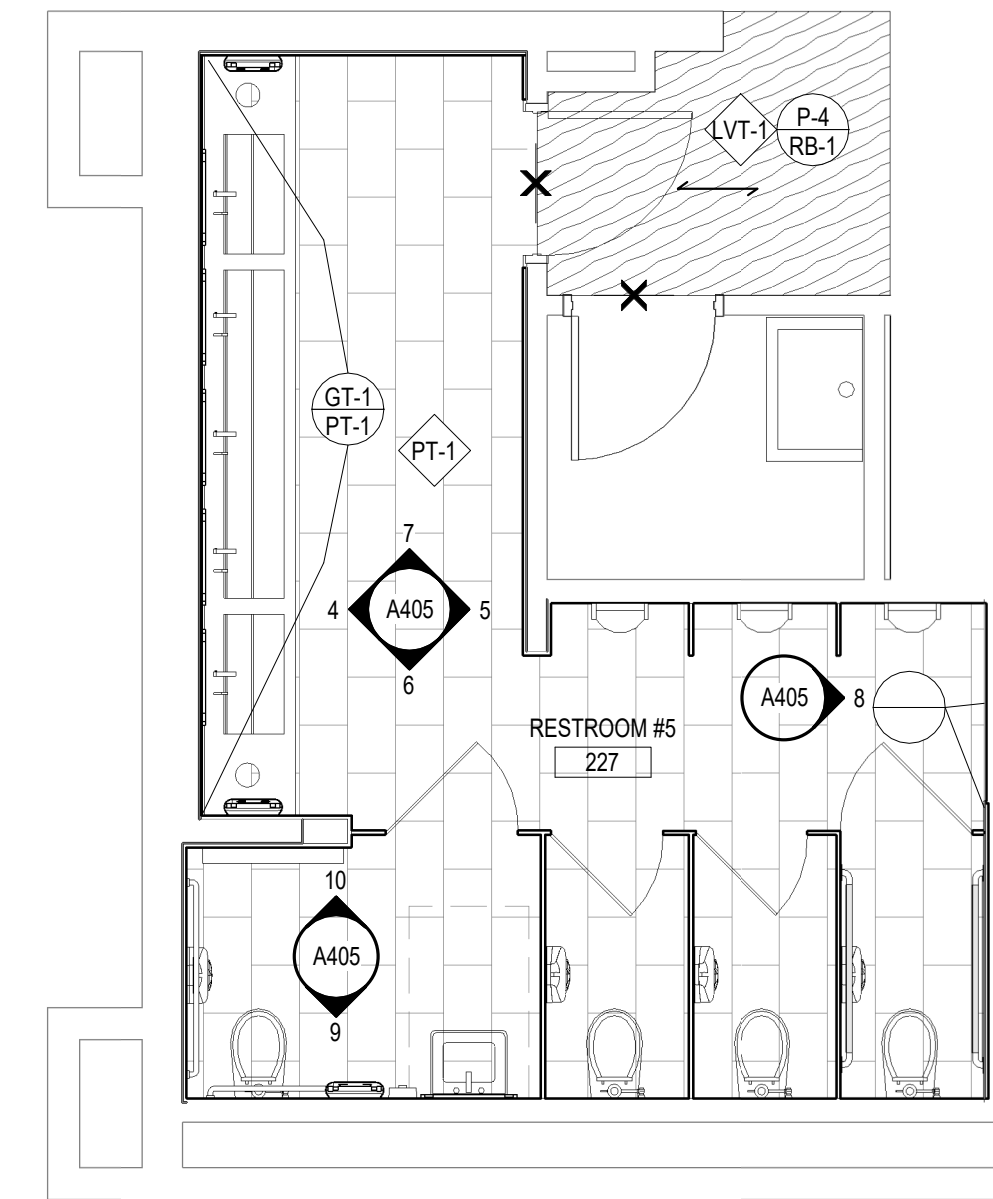 LVT-1
P-4
RB-1
GT-1
PT-1
PT-1
7
4
A405
5
6
A405
8
RESTROOM #5
227
10
A405
9